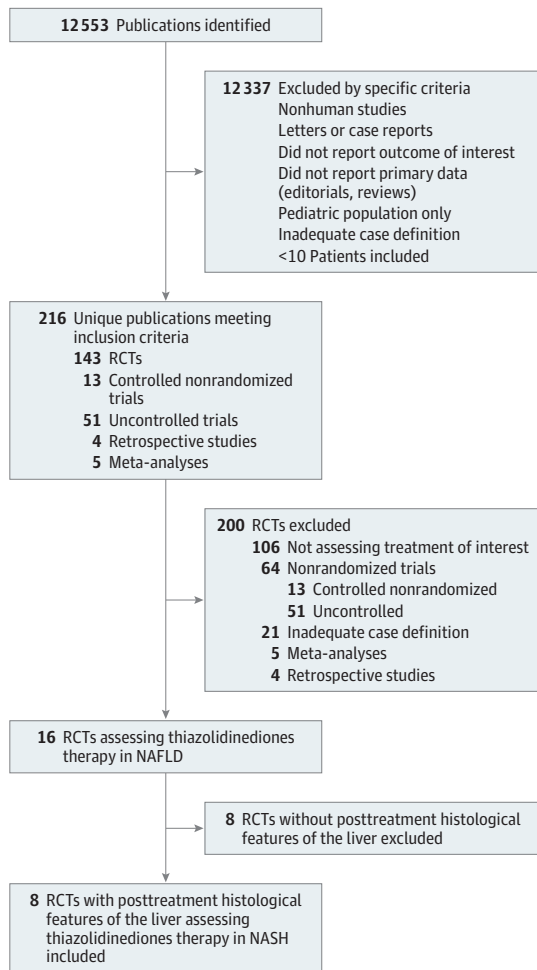 12 553 Publications identified
12 337 Excluded by specific criteria
Nonhuman studies
Letters or case reports
Did not report outcome of interest
Did not report primary data
(editorials, reviews)
Pediatric population only
Inadequate case definition
<10 Patients included
216 Unique publications meeting
inclusion criteria
143 RCTs
13 Controlled nonrandomized
trials
51 Uncontrolled trials
4 Retrospective studies
5 Meta-analyses
200 RCTs excluded
106 Not assessing treatment of interest
64 Nonrandomized trials
13 Controlled nonrandomized
51 Uncontrolled
21 Inadequate case definition
5 Meta-analyses
4 Retrospective studies
16 RCTs assessing thiazolidinediones
therapy in NAFLD
8 RCTs without posttreatment histological
features of the liver excluded
8 RCTs with posttreatment histological
features of the liver assessing
thiazolidinediones therapy in NASH
included